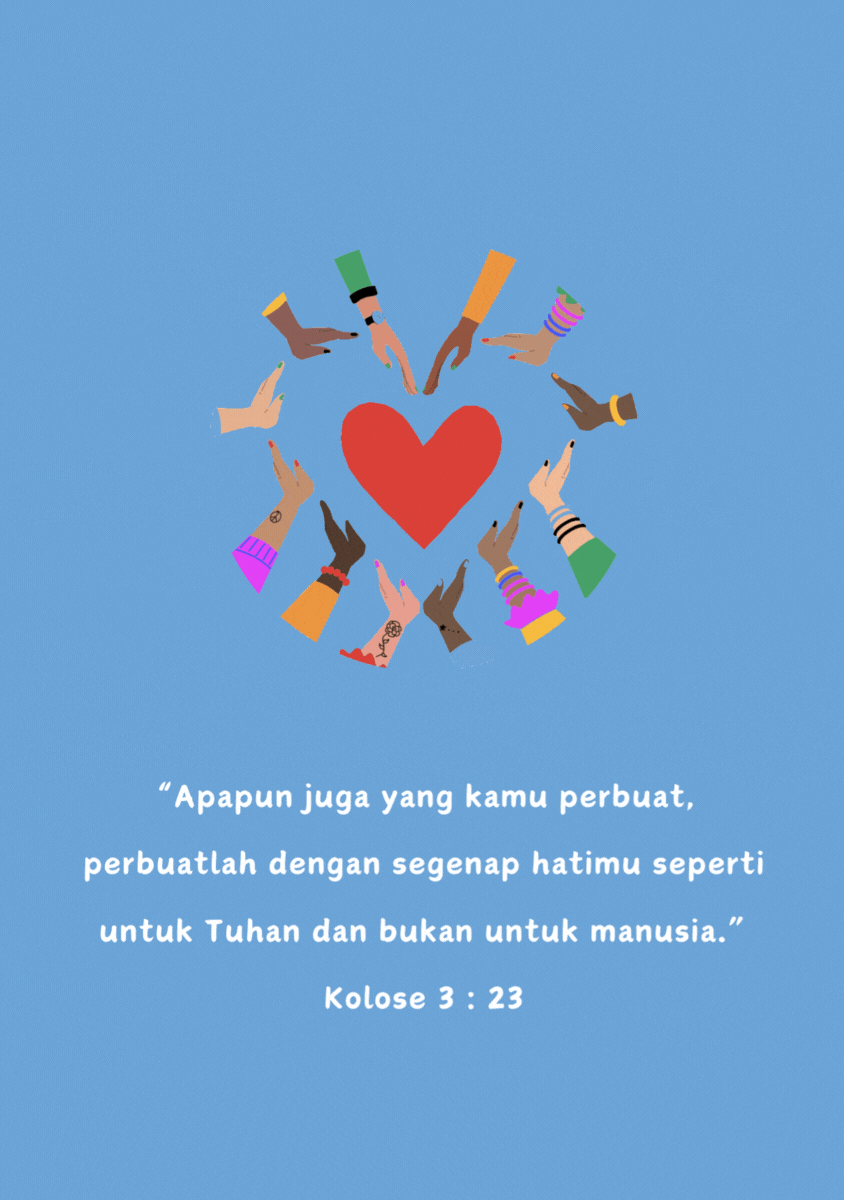 “Apapun juga yang kamu perbuat,
perbuatlah dengan segenap hatimu seperti
untuk Tuhan dan bukan untuk manusia.”
Kolose 3 : 23